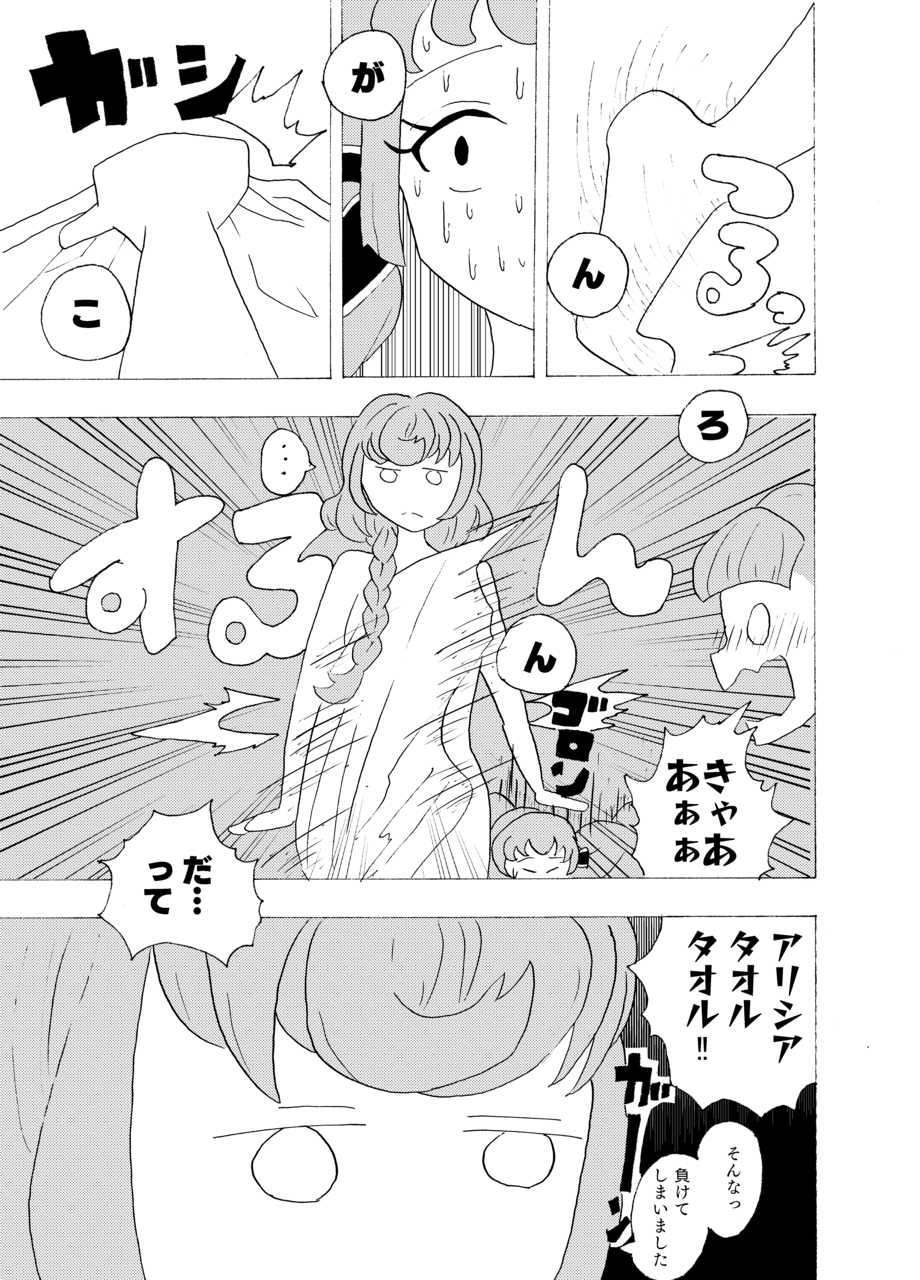 つるっ
ん
が
ガシ
こ
ろ
…
する
ん
ん
ゴロン
きゃあ
あぁぁ
だ…
って
アリシア
タオル
タオル!!
ガーン
そんなっ
負けて
しまいました